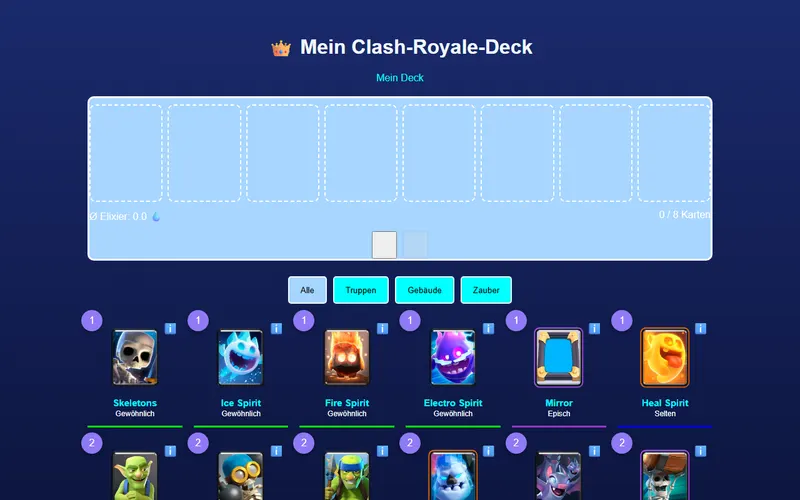 Mein Clash-Royale-Deck
Mein Deck
Ø Elixier: 0.0
0 / 8 Karten
Alle Truppen Gebäude Zauber
1 i 1 i 1 i 1 i 1 i 1 i
Skeletons Ice Spirit Fire Spirit Electro Spirit Mirror Heal Spirit
Gewöhnlich Gewöhnlich Gewöhnlich Gewöhnlich Episch Selten
2 i 2 i 2 i 2 i 2 i 2 i